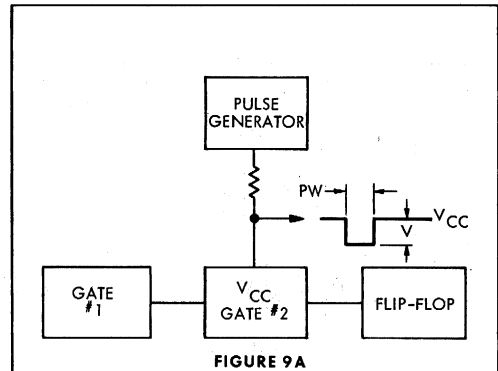 PULSE
GENERATOR
PW
VCC
V
GATE
#1
VCC
GATE #2
FLIP-FLOP
FIGURE 9A